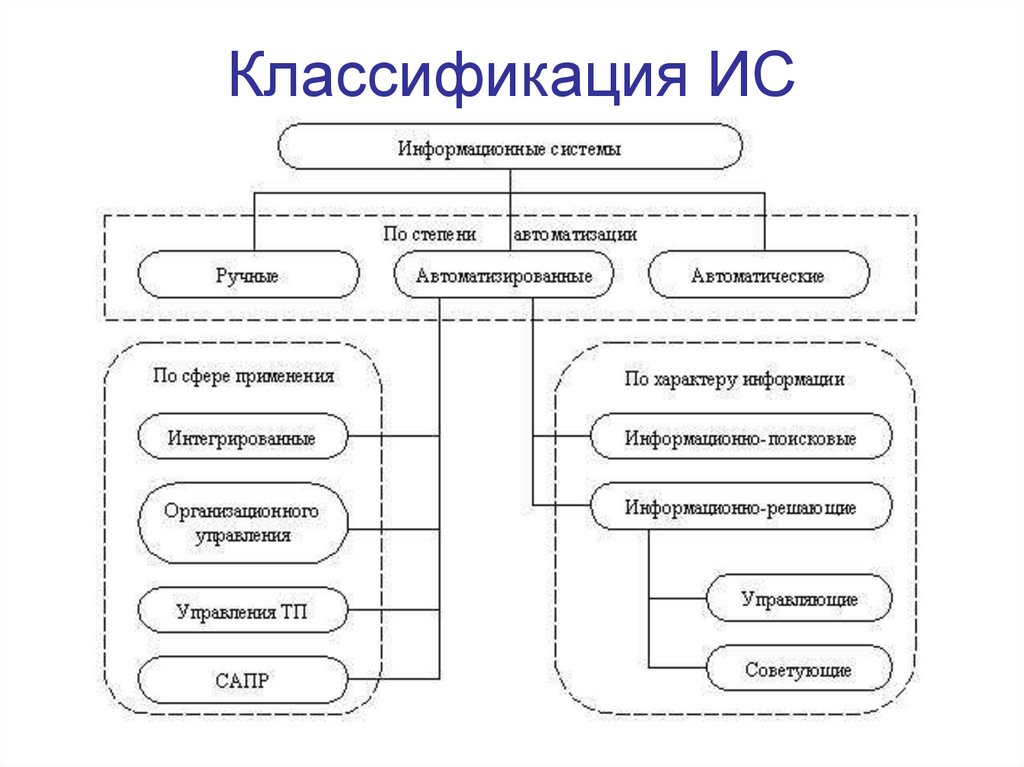 Классификация ИС
Информационные системы
По степени автоматизации
Ручные
Автоматизированные
Автоматические
По сфере применения
Интегрированные
Организационного
управления
Управления ТП
САПР
По характеру информации
Информационно-поисковые
Информационно-решающие
Управляющие
Советующие